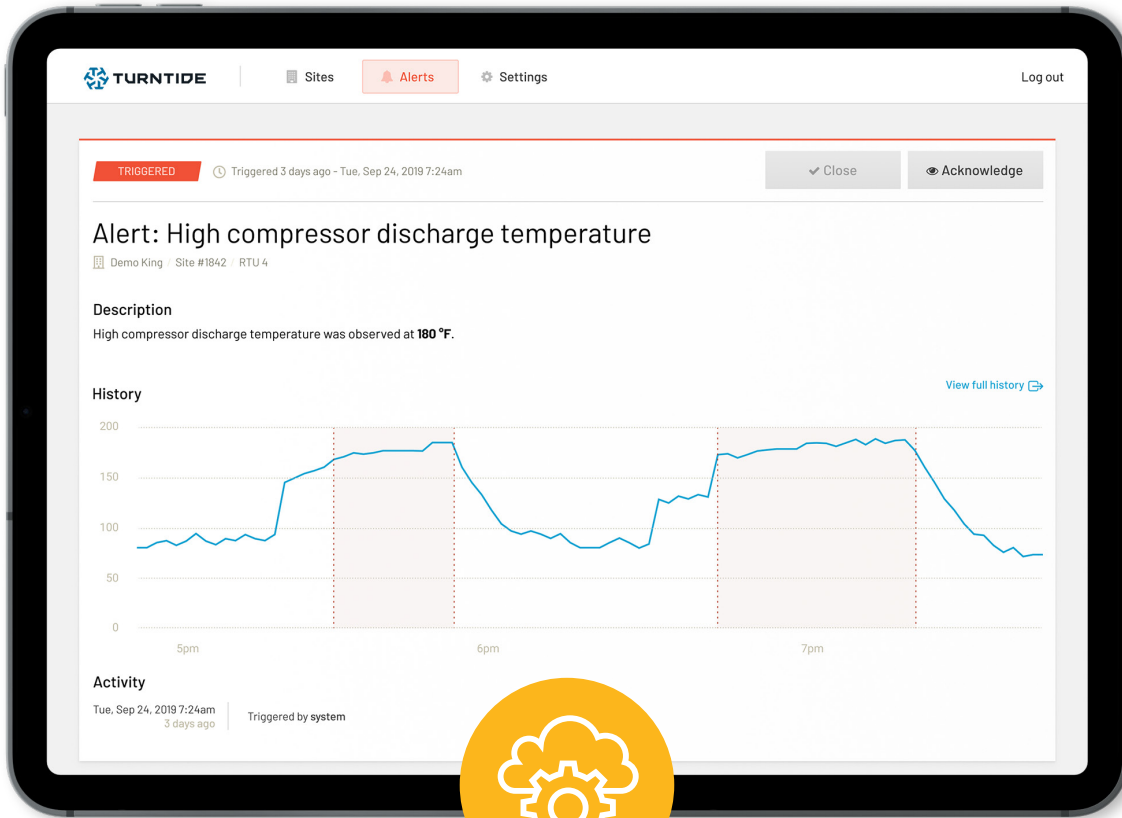 TURNTIDE
Sites
Alerts
Settings
Log out
TRIGGERED
Triggered 3 days ago - Tue, Sep 24, 2019 7:24am
Close
Acknowledge
Alert: High compressor discharge temperature
Demo King / Site #1842 / RTU 4
Description
High compressor discharge temperature was observed at 180 °F.
History
View full history
200
150
100
50
0
5pm
6pm
7pm
Activity
Tue, Sep 24, 2019 7:24am
3 days ago
Triggered by system